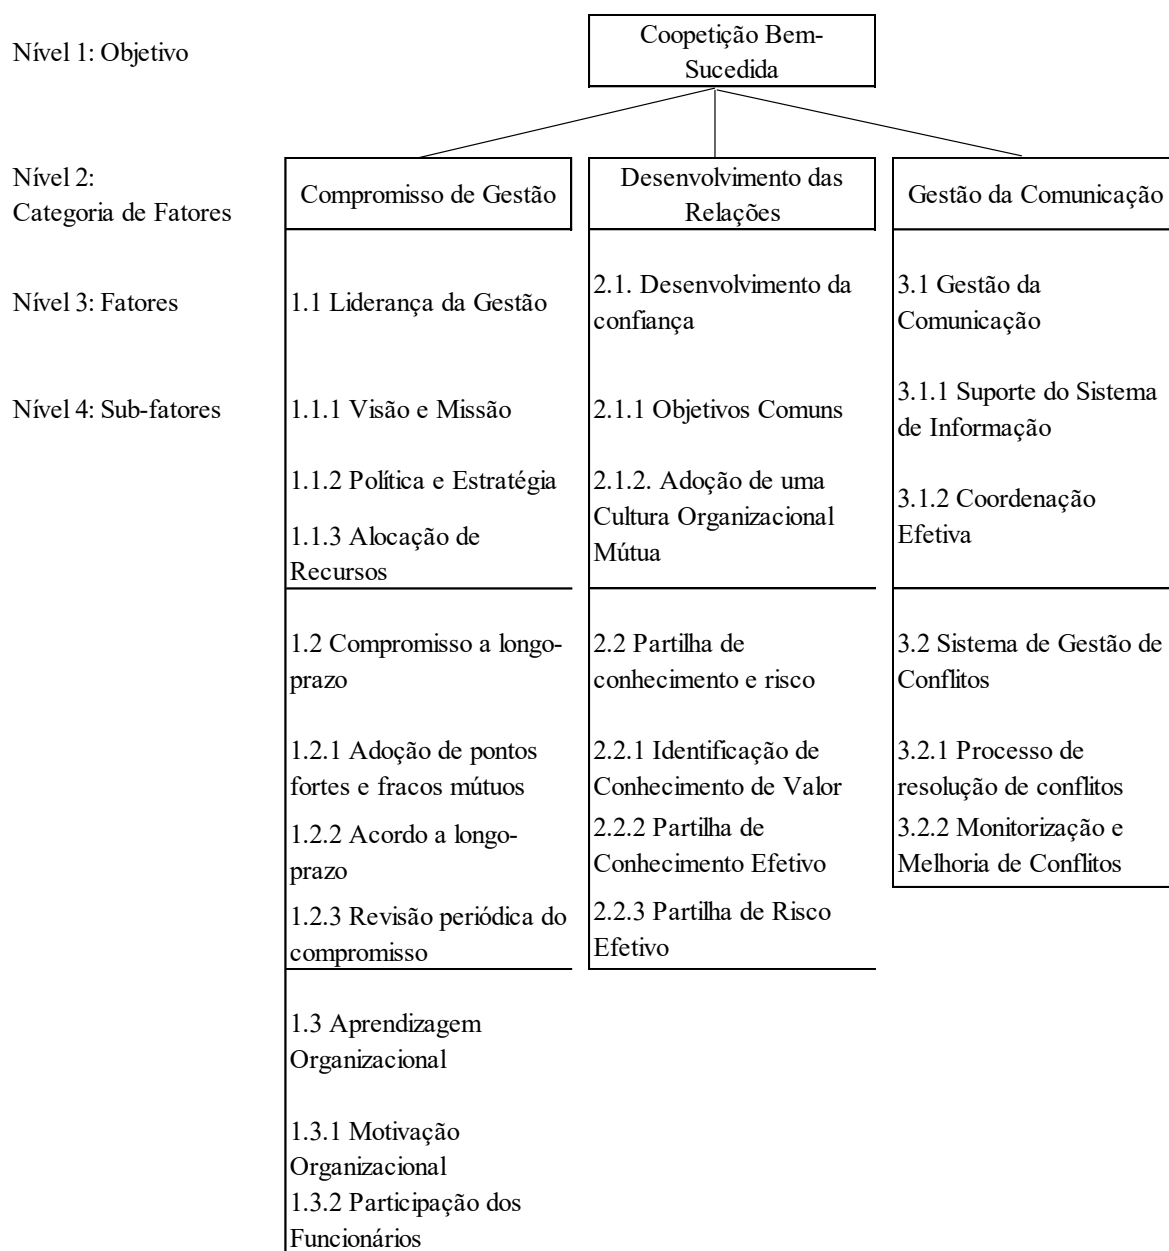 Nível 1: Objetivo
Coopetição Bem-
Sucedida
Nível 2:
Categoria de Fatores
Compromisso de Gestão
Desenvolvimento das
Relações
Gestão da Comunicação
Nível 3: Fatores
1.1 Liderança da Gestão
2.1. Desenvolvimento da
confiança
3.1 Gestão da
Comunicação
Nível 4: Sub-fatores
1.1.1 Visão e Missão
2.1.1 Objetivos Comuns
3.1.1 Suporte do Sistema
de Informação
1.1.2 Política e Estratégia
2.1.2. Adoção de uma
Cultura Organizacional
Mútua
3.1.2 Coordenação
Efetiva
1.1.3 Alocação de
Recursos
1.2 Compromisso a longo-
prazo
2.2 Partilha de
conhecimento e risco
3.2 Sistema de Gestão de
Conflitos
1.2.1 Adoção de pontos
fortes e fracos mútuos
2.2.1 Identificação de
Conhecimento de Valor
3.2.1 Processo de
resolução de conflitos
1.2.2 Acordo a longo-
prazo
2.2.2 Partilha de
Conhecimento Efetivo
3.2.2 Monitorização e
Melhoria de Conflitos
1.2.3 Revisão periódica do
compromisso
2.2.3 Partilha de Risco
Efetivo
1.3 Aprendizagem
Organizacional
1.3.1 Motivação
Organizacional
1.3.2 Participação dos
Funcionários